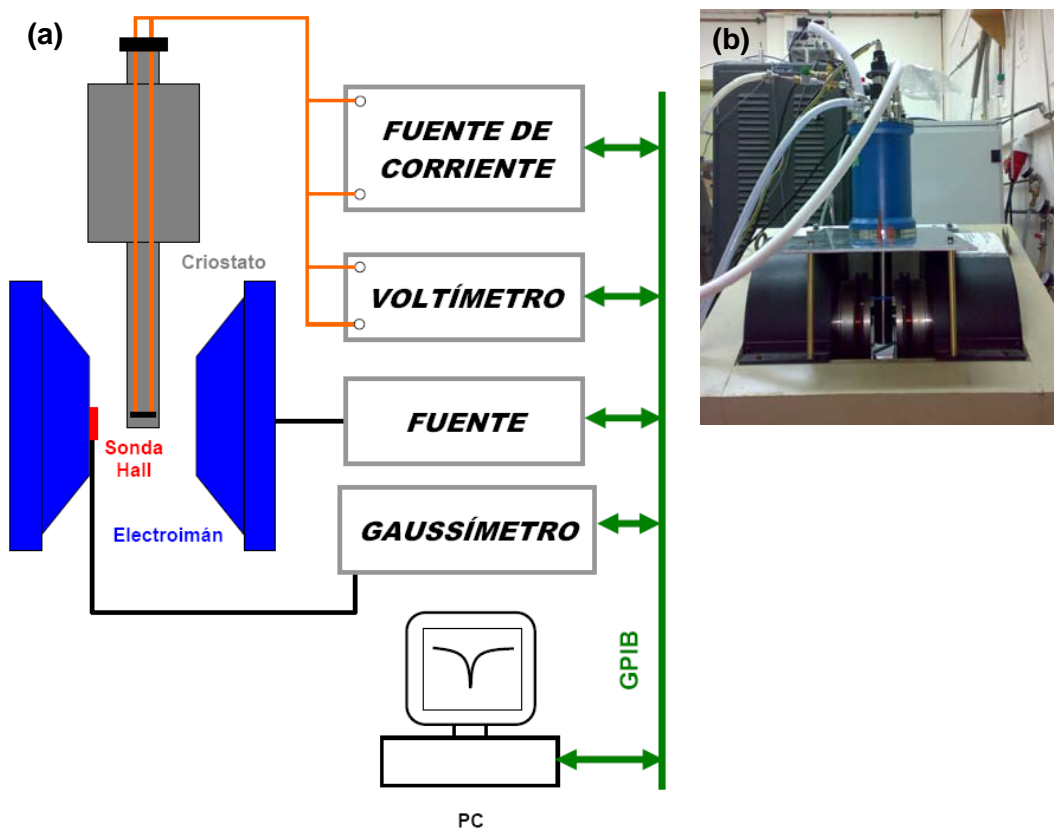 (a)
(b)
FUENTE DE
CORRIENTE
Criostato
VOLTÍMETRO
FUENTE
Sonda
Hall
GAUSSÍMETRO
Electroimán
GPIB
PC